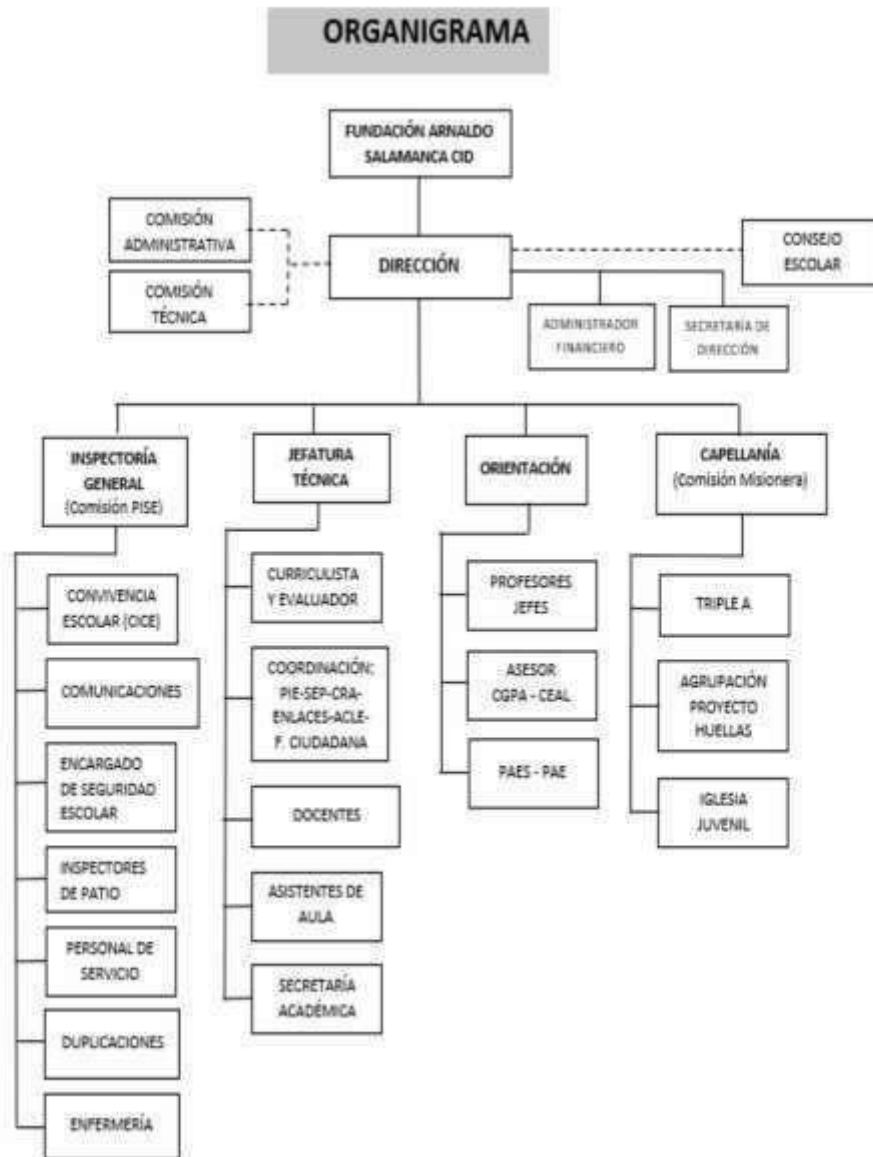 ORGANIGRAMA
FUNDACIÓN ARNALDO
SALAMANCA CID
COMISIÓN
ADMINISTRATIVA
COMISIÓN
TÉCNICA
DIRECCIÓN
CONSEJO
ESCOLAR
ADMINISTRADOR
FINANCIERO
SECRETARÍA DE
DIRECCIÓN
INSPECTORÍA
GENERAL
(Comisión PISE)
CONVIVENCIA
ESCOLAR (CICE)
COMUNICACIONES
ENCARGADO
DE SEGURIDAD
ESCOLAR
INSPECTORES
DE PATIO
PERSONAL DE
SERVICIO
DUPLICACIONES
ENFERMERÍA
JEFATURA
TÉCNICA
CURRICULISTA
Y EVALUADOR
COORDINACIÓN:
PIE-SEP-CRA-
ENLACES-ACLE-
F. CIUDADANA
DOCENTES
ASISTENTES DE
AULA
SECRETARÍA
ACADÉMICA
ORIENTACIÓN
PROFESORES
JEFES
ASESOR
CGPA - CEAL
PAES - PAE
CAPELLANÍA
(Comisión Misionera)
TRIPLE A
AGRUPACIÓN
PROYECTO
HUELLAS
IGLESIA
JUVENIL